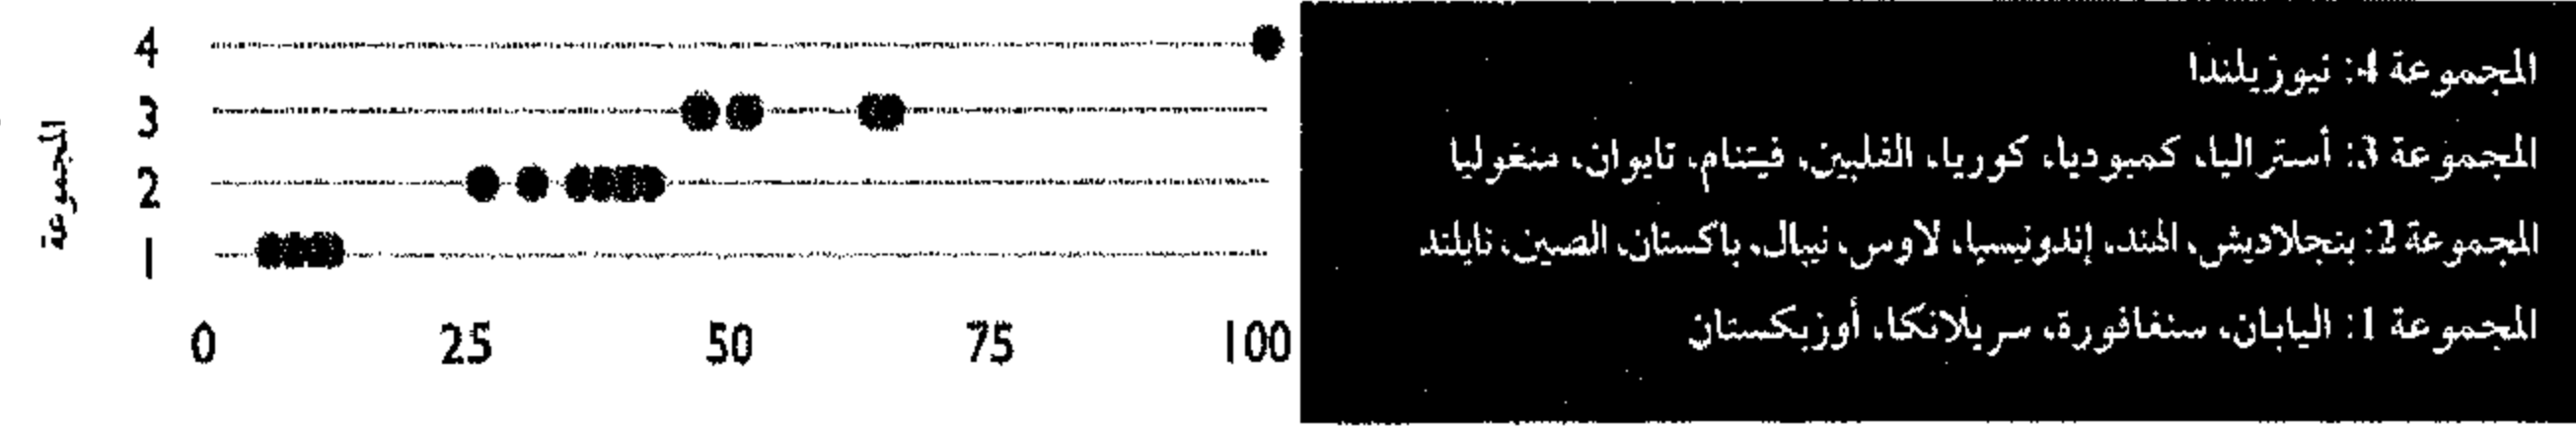 المجموعة
4
3
2
1
0 25 50 75 100
المجموعة 4: نيوزيلندا
المجموعة 3: أستراليا، كمبوديا، كوريا، الفلبين، فيتنام، تايوان، منغوليا
المجموعة 2: بنجلاديش، الهند، إندونيسيا، لاوس، نيبال، باكستان، الصين، تايلند
المجموعة 1: اليابان، سنغافورة، سريلانكا، أوزبكستان